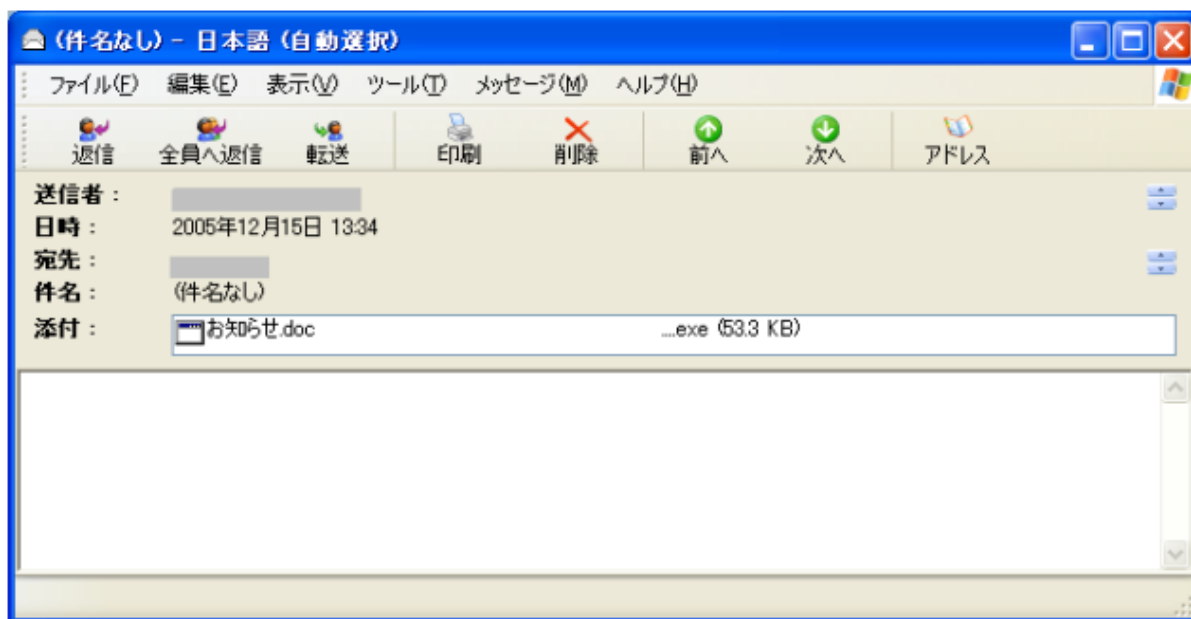 (件名なし) - 日本語 (自動選択)
ファイル(F) 編集(E) 表示(V) ツール(T) メッセージ(M) ヘルプ(H)
返信 全員へ返信 転送 印刷 削除 前へ 次へ アドレス
送信者:
日時: 2005年12月15日 13:34
宛先:
件名: (件名なし)
添付: お知らせ.doc ....exe (53.3 KB)